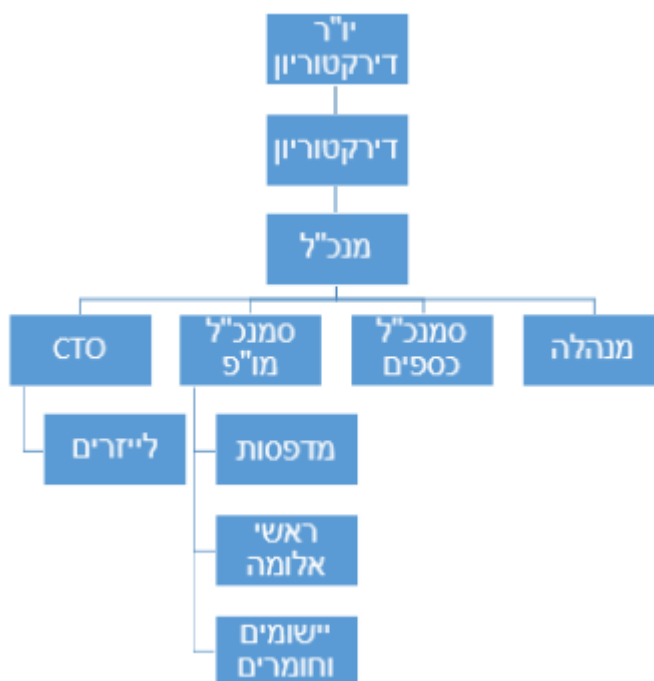 יו"ר
דירקטוריון
דירקטוריון
מנכ"ל
מנהלה
סמנכ"ל
כספים
סמנכ"ל
מו"פ
CTO
מדפסות
לייזרים
ראשי
אלומה
יישומים
וחומרים